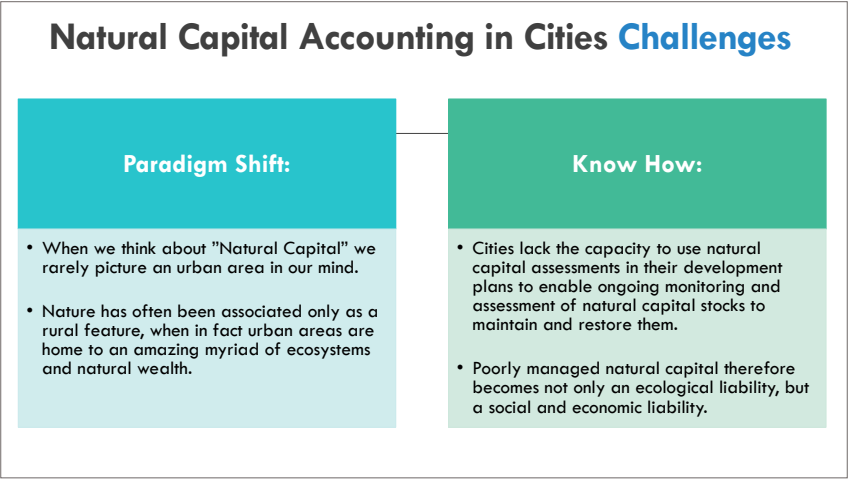 Natural Capital Accounting in Cities Challenges
Paradigm Shift:
• When we think about ”Natural Capital” we
rarely picture an urban area in our mind.
• Nature has often been associated only as a
rural feature, when in fact urban areas are
home to an amazing myriad of ecosystems
and natural wealth.
Know How:
• Cities lack the capacity to use natural
capital assessments in their development
plans to enable ongoing monitoring and
assessment of natural capital stocks to
maintain and restore them.
• Poorly managed natural capital therefore
becomes not only an ecological liability, but
a social and economic liability.